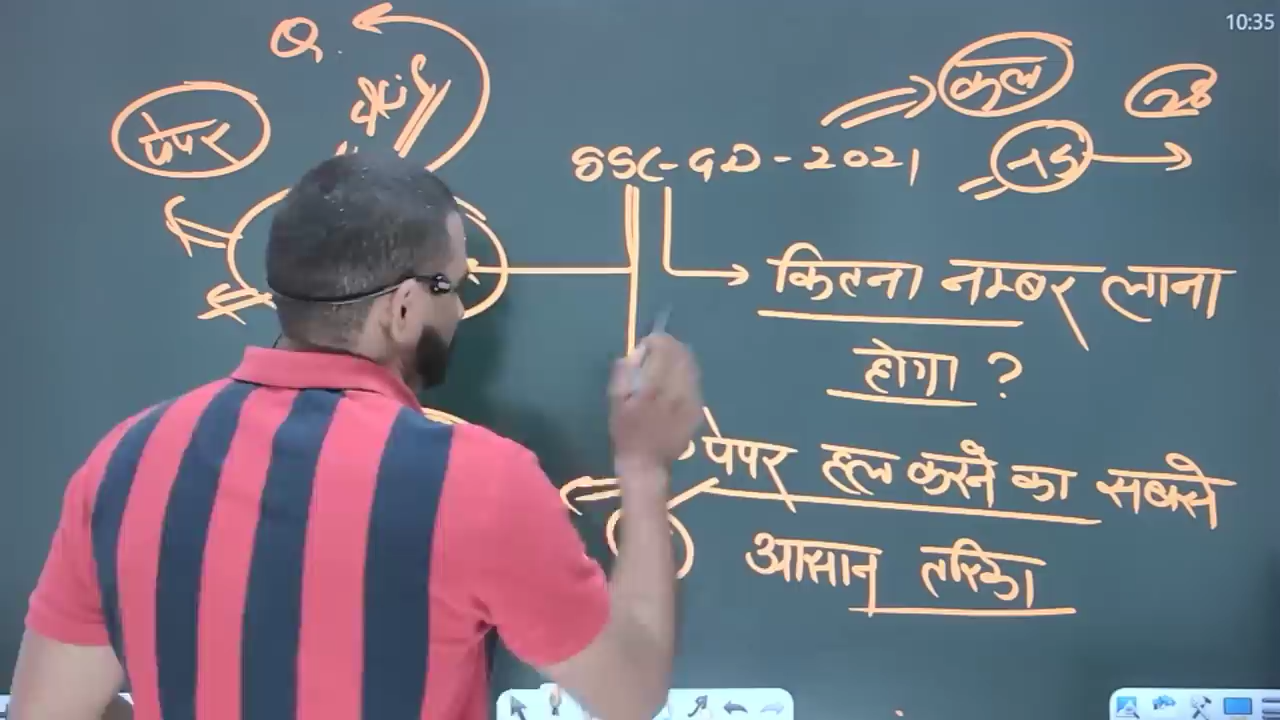 10:35
Q
पेपर
कल
28
15
SSC-GD-2021
कितना नम्बर लाना
होगा ?
पेपर हल करने का सबसे
आसान तरिका